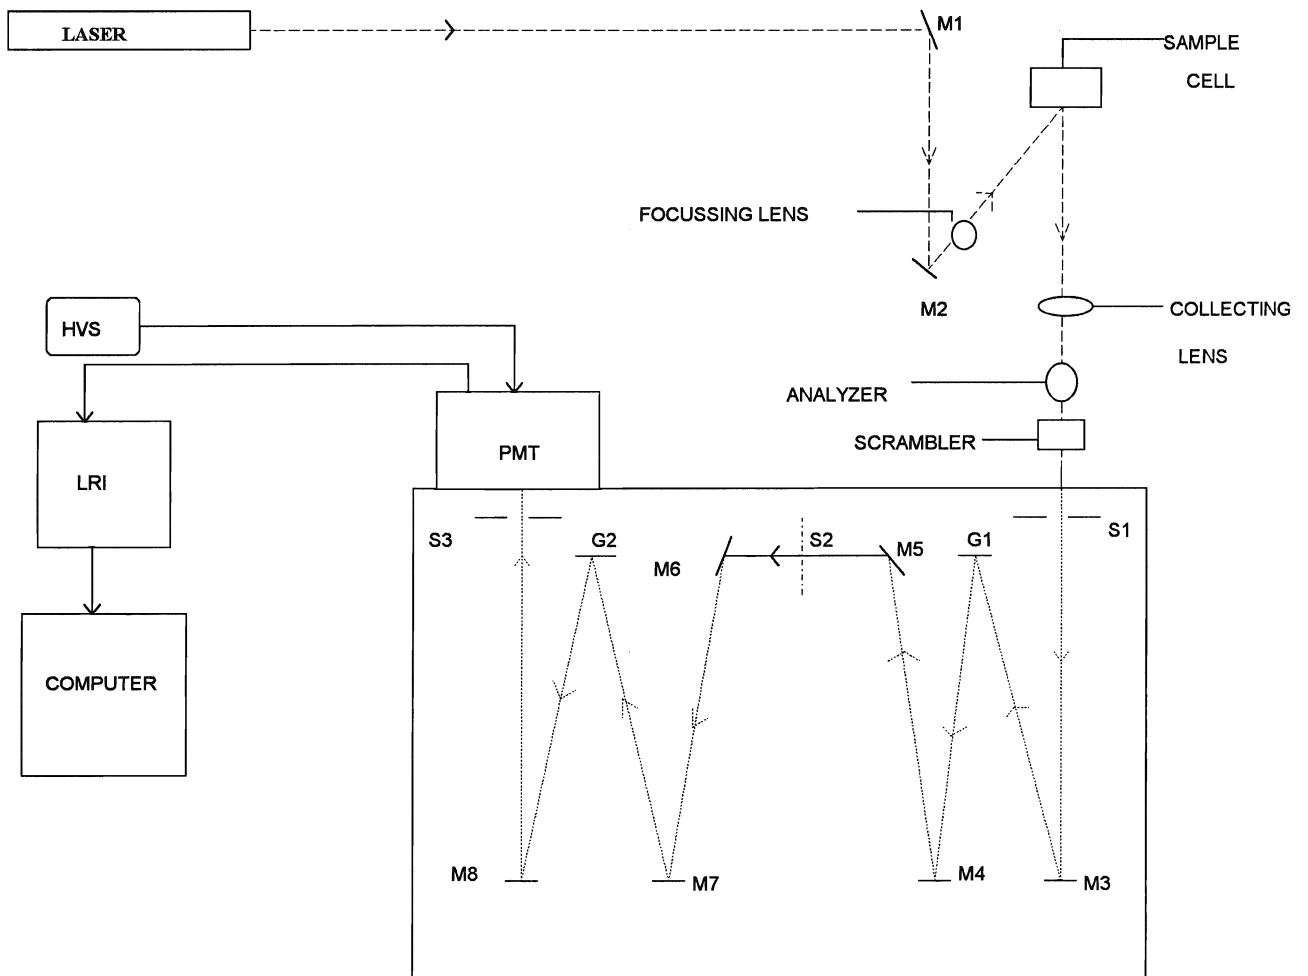 LASER
M1
SAMPLE
CELL
FOCUSSING LENS
M2
HVS
COLLECTING
LENS
ANALYZER
SCRAMBLER
PMT
LRI
S3
G2
M6
S2
M5
G1
S1
COMPUTER
M8
M7
M4
M3